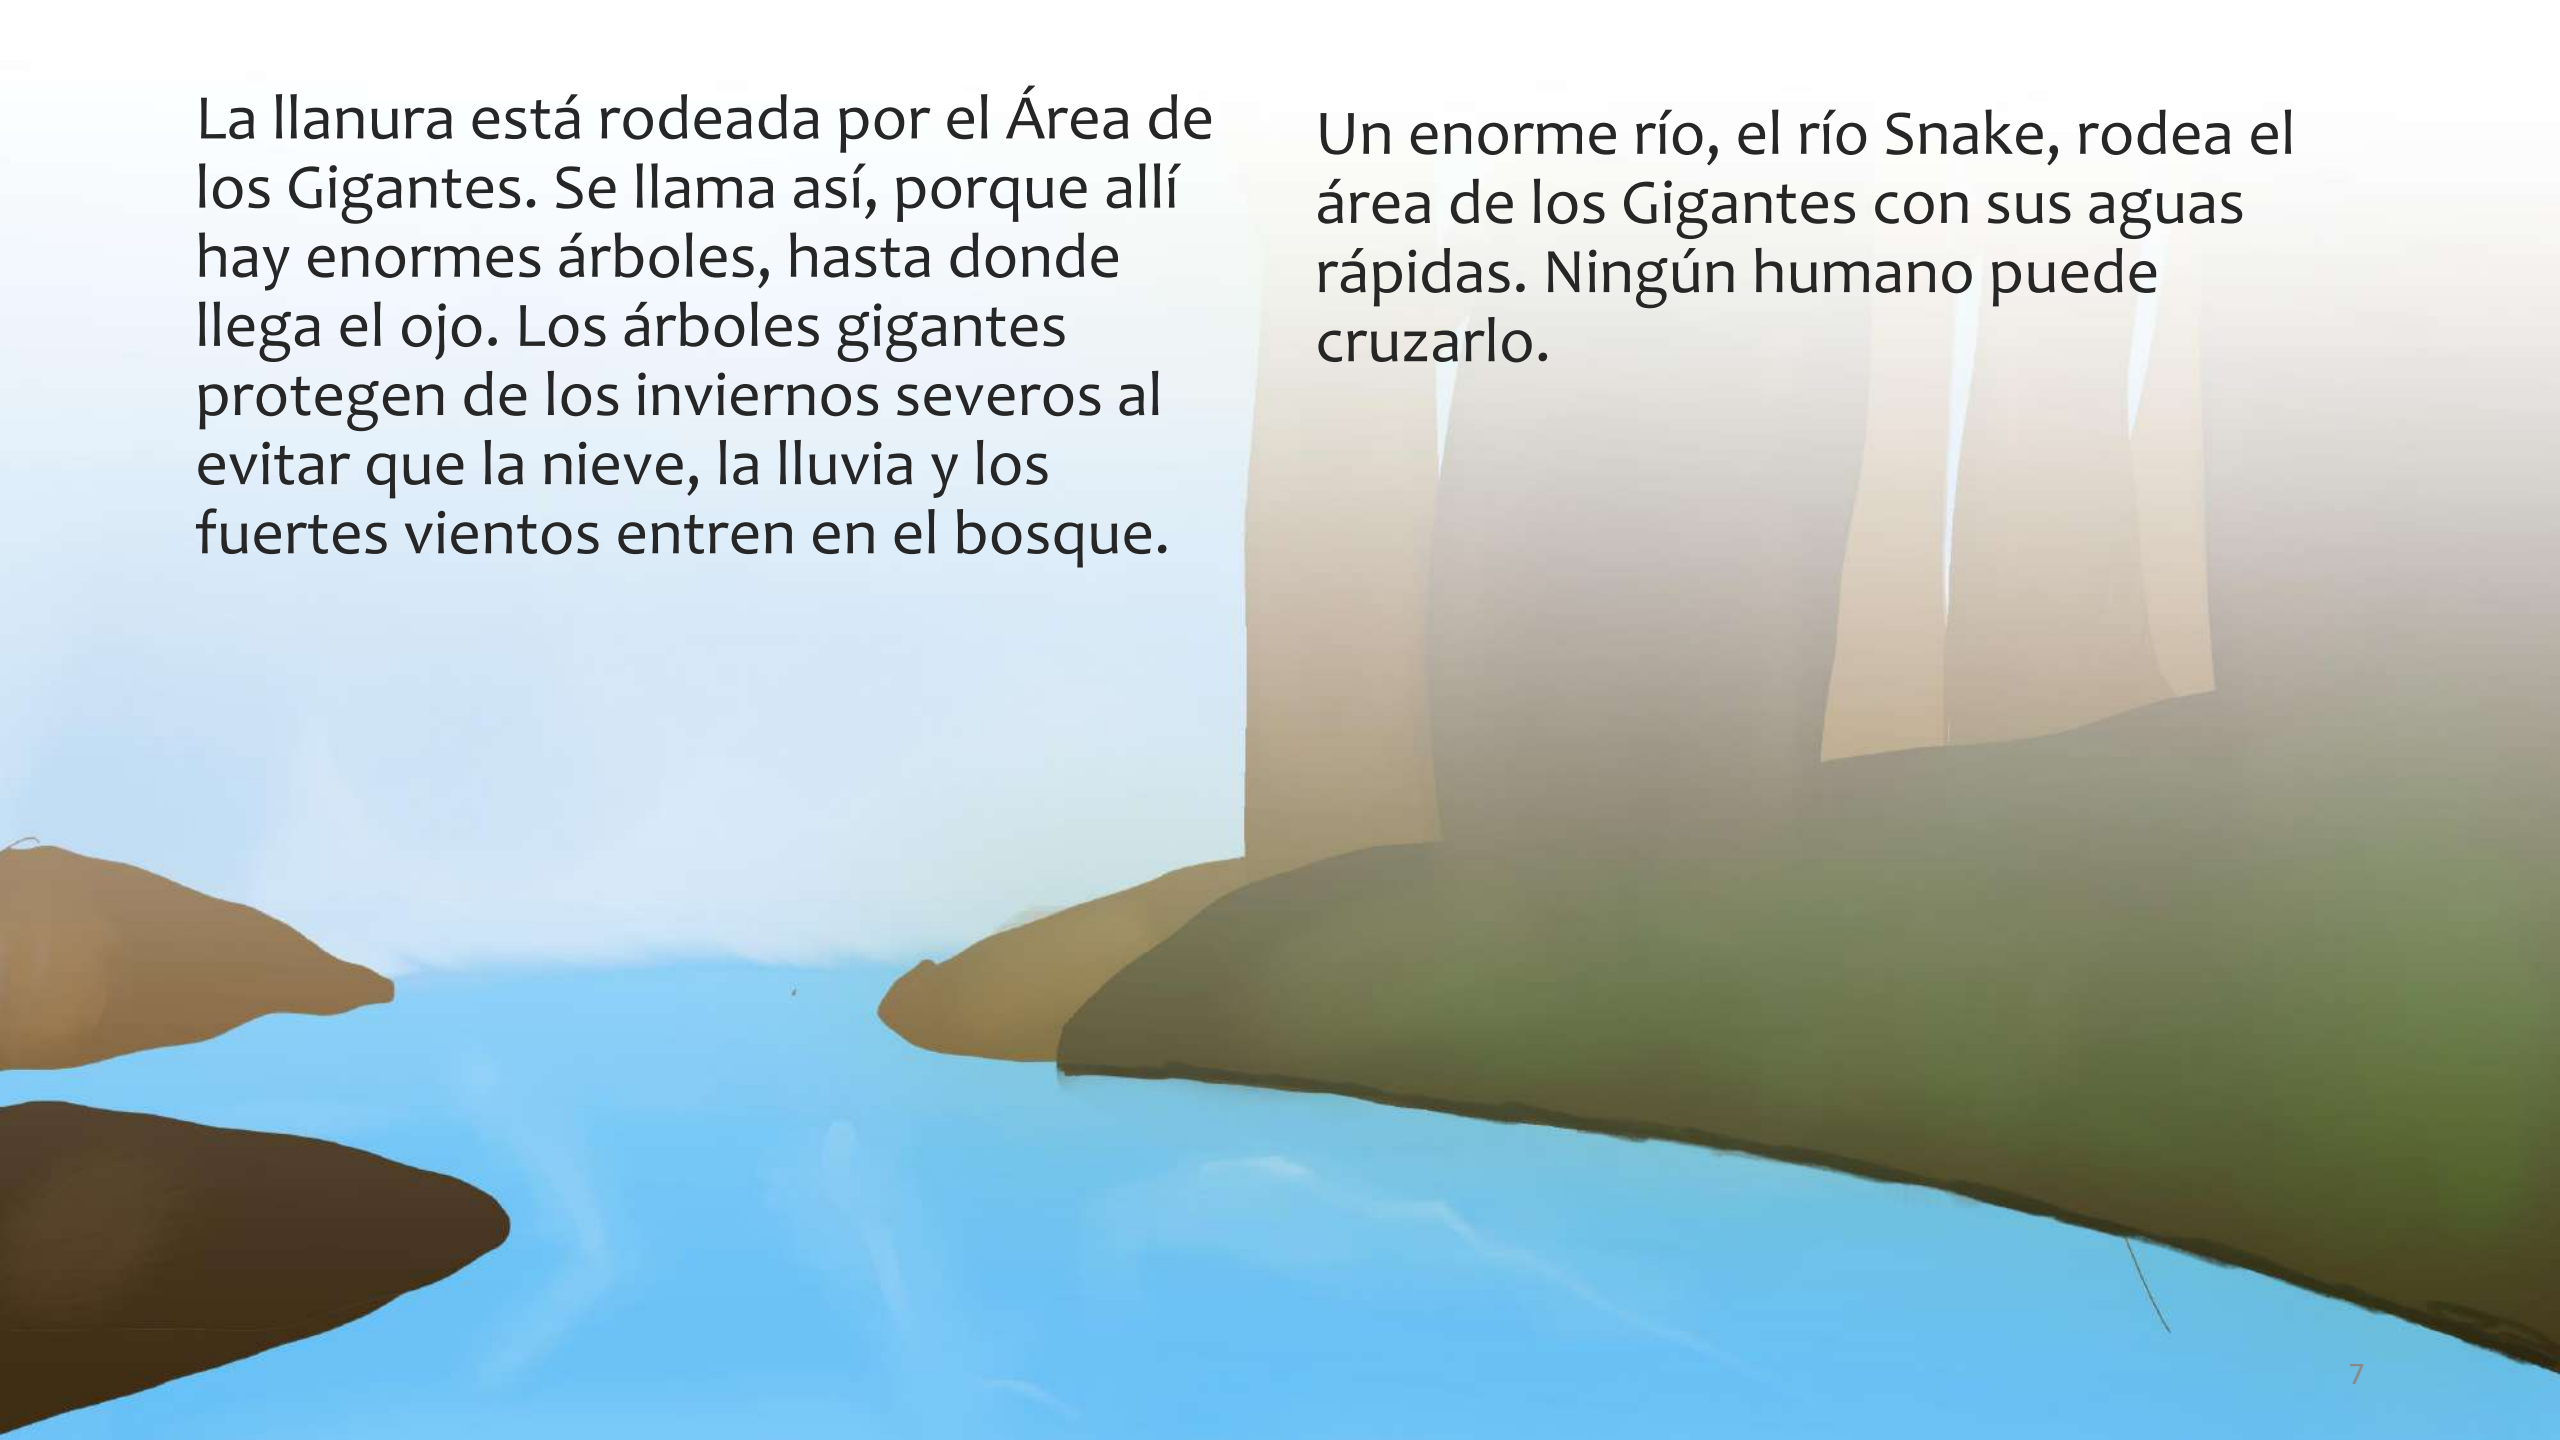 La llanura está rodeada por el Área de
los Gigantes. Se llama así, porque allí
hay enormes árboles, hasta donde
llega el ojo. Los árboles gigantes
protegen de los inviernos severos al
evitar que la nieve, la lluvia y los
fuertes vientos entren en el bosque.
Un enorme río, el río Snake, rodea el
área de los Gigantes con sus aguas
rápidas. Ningún humano puede
cruzarlo.
7